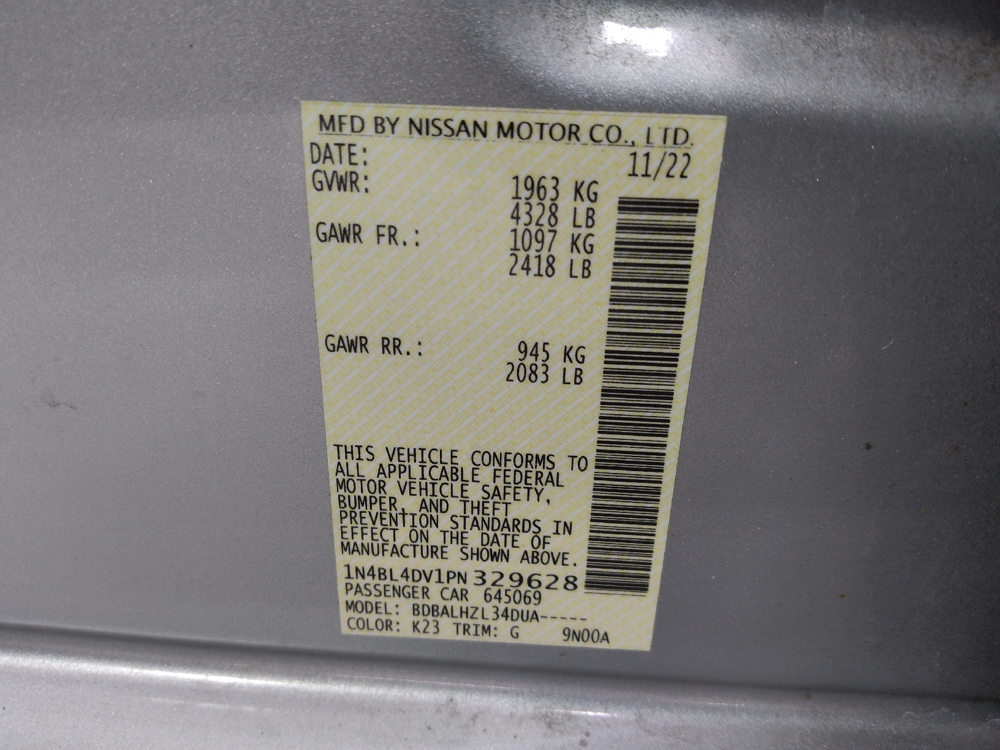 MFD BY NISSAN MOTOR CO., LTD.
DATE: 11/22
GVWR: 1963 KG
4328 LB
GAWR FR.: 1097 KG
2418 LB
GAWR RR.: 945 KG
2083 LB
THIS VEHICLE CONFORMS TO
ALL APPLICABLE FEDERAL
MOTOR VEHICLE SAFETY,
BUMPER, AND THEFT
PREVENTION STANDARDS IN
EFFECT ON THE DATE OF
MANUFACTURE SHOWN ABOVE.
1N4BL4DV1PN329628
PASSENGER CAR 645069
MODEL: BDBALHZL34DUA-----
COLOR: K23 TRIM: G 9N00A